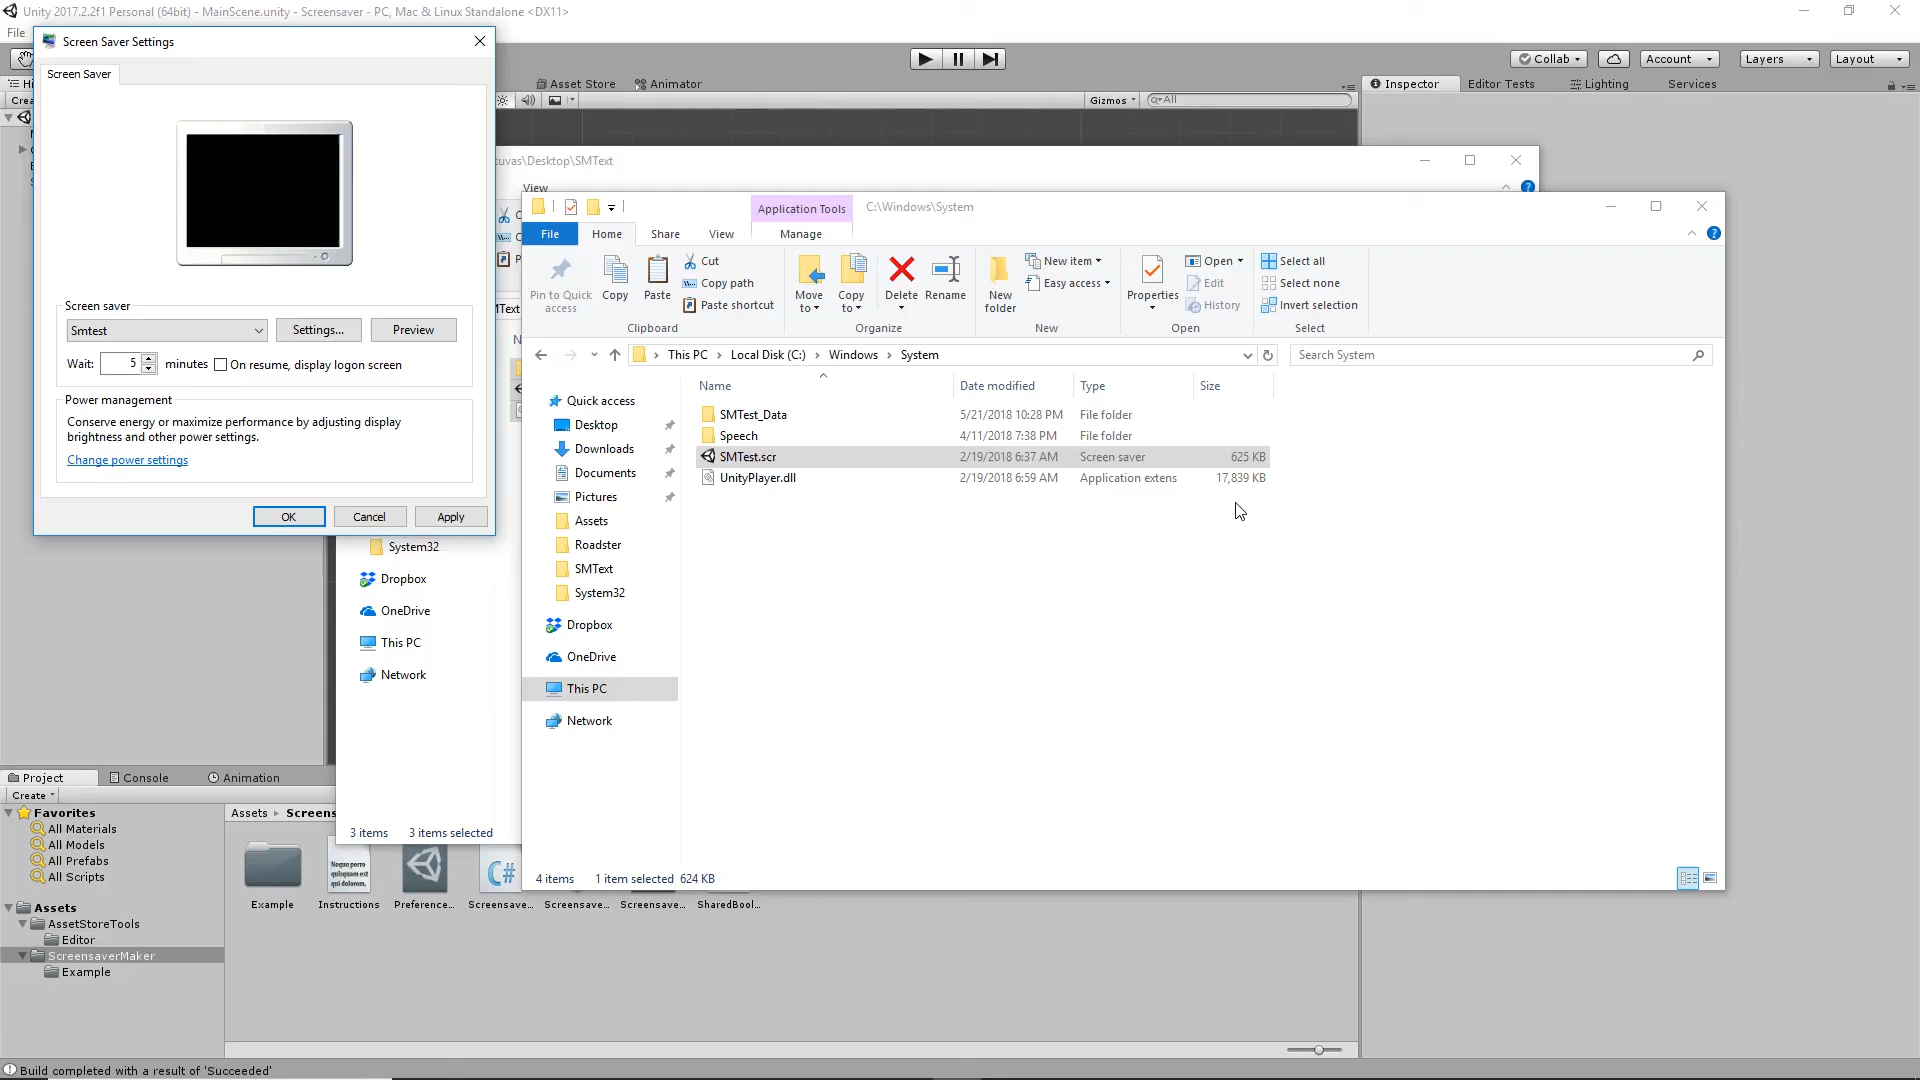 Unity 2017.2.2f1 Personal (64bit) - MainScene.unity - Screensaver - PC, Mac & Linux Standalone <DX11>
File
Collab
Account
Layers
Layout
Asset Store
Animator
Inspector
Editor Tests
Lighting
Services
Gizmos
All
Screen Saver Settings
Screen Saver
Screen saver
Smtest
Settings...
Preview
Wait:
5
minutes
On resume, display logon screen
Power management
Conserve energy or maximize performance by adjusting display
brightness and other power settings.
Change power settings
OK
Cancel
Apply
\Desktop\SMText
View
Application Tools
C:\Windows\System
File
Home
Share
View
Manage
Pin to Quick
access
Copy
Paste
Cut
Copy path
Paste shortcut
Clipboard
Move
to
Copy
to
Delete
Rename
Organize
New
folder
New item
Easy access
New
Properties
Open
Edit
History
Open
Select all
Select none
Invert selection
Select
This PC
Local Disk (C:)
Windows
System
Search System
Name
Date modified
Type
Size
SMTest_Data
5/21/2018 10:28 PM
File folder
Speech
4/11/2018 7:38 PM
File folder
SMTest.scr
2/19/2018 6:37 AM
Screen saver
625 KB
UnityPlayer.dll
2/19/2018 6:59 AM
Application extens
17,839 KB
Quick access
Desktop
Downloads
Documents
Pictures
Assets
Roadster
SMText
System32
Dropbox
OneDrive
This PC
Network
4 items
1 item selected 624 KB
System32
Dropbox
OneDrive
This PC
Network
3 items
3 items selected
Project
Console
Animation
Create
Favorites
All Materials
All Models
All Prefabs
All Scripts
Assets
AssetStoreTools
Editor
ScreensaverMaker
Example
Assets
Screens
Neque porro
quisquam est
qui dolorem.
C#
Example
Instructions
Preference...
Screensave...
Screensave...
Screensave...
SharedBool...
Build completed with a result of 'Succeeded'